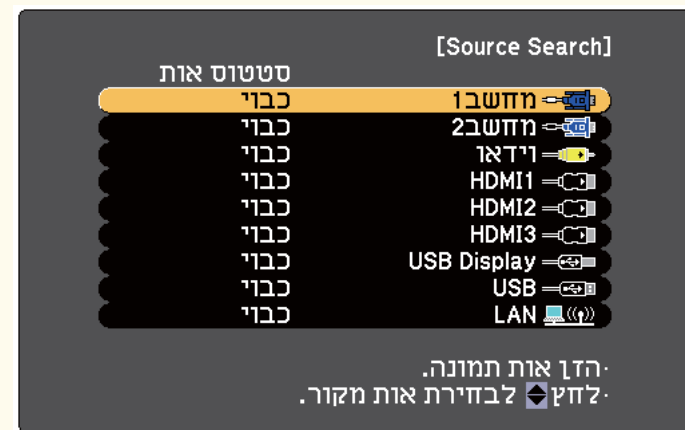 [Source Search]
סטטוס אות
מחשב1 כבוי
מחשב2 כבוי
וידאו כבוי
HDMI1 כבוי
HDMI2 כבוי
HDMI3 כבוי
USB Display כבוי
USB כבוי
LAN כבוי
·הזן אות תמונה.
·לחץ לבחירת אות מקור.